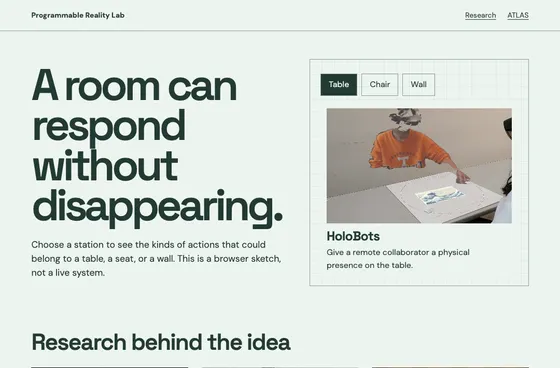 Programmable Reality Lab
Research
ATLAS
A room can
respond
without
disappearing.
Choose a station to see the kinds of actions that could
belong to a table, a seat, or a wall. This is a browser sketch,
not a live system.
Table
Chair
Wall
HoloBots
Give a remote collaborator a physical
presence on the table.
Research behind the idea